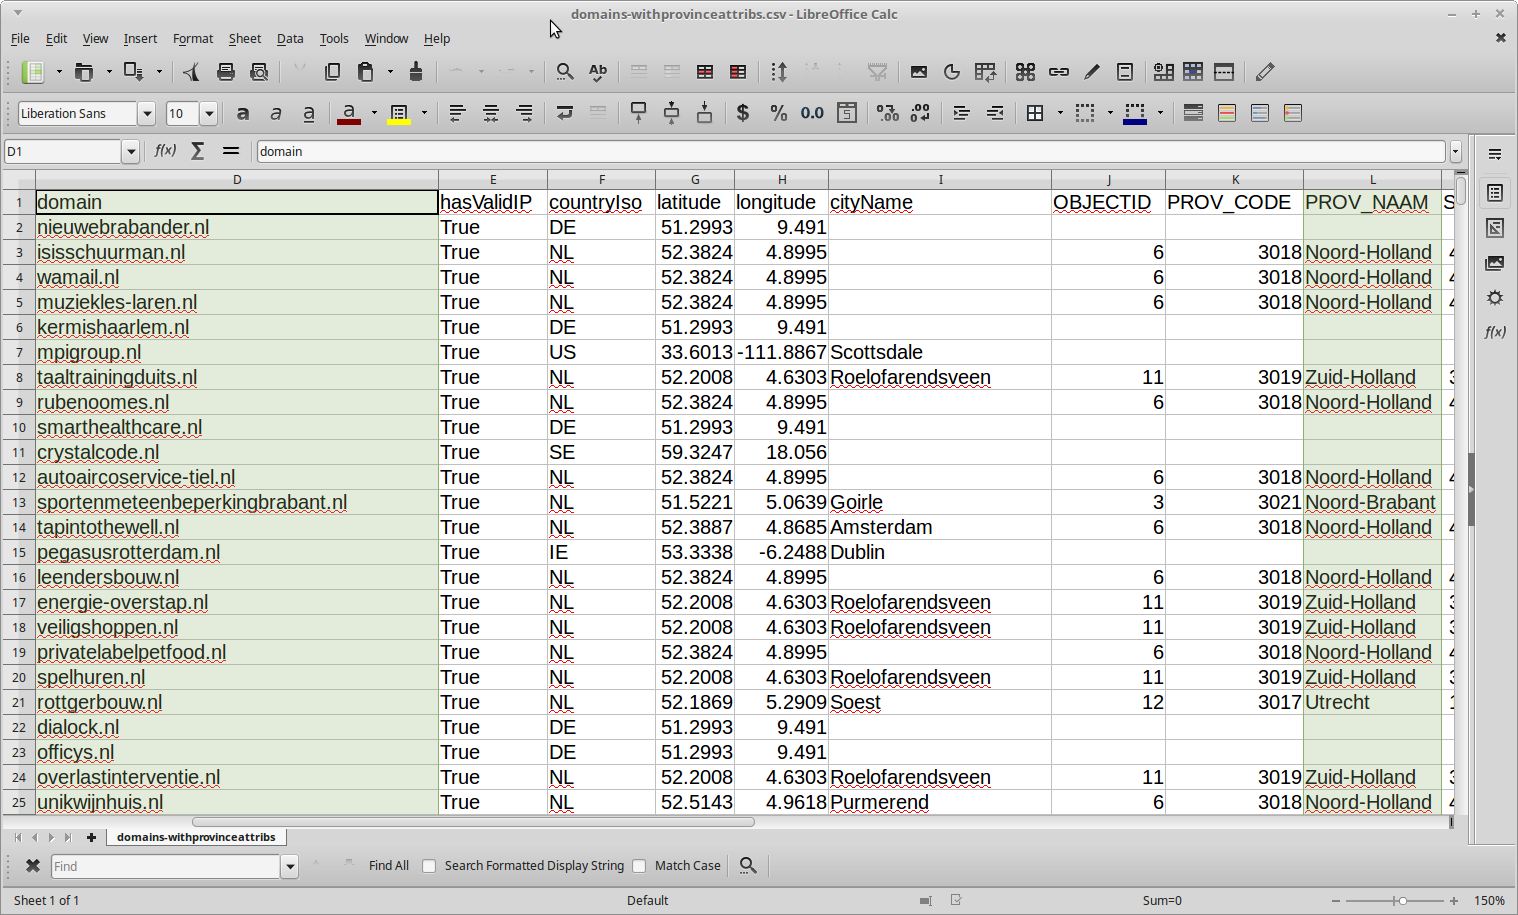 domains-withprovinceattribs.csv - LibreOffice Calc
File Edit View Insert Format Sheet Data Tools Window Help
Liberation Sans 10
D1 f(x) Σ = domain
D E F G H I J K L
1 domain hasValidIP countryIso latitude longitude cityName OBJECTID PROV_CODE PROV_NAAM S
2 nieuwebrabander.nl True DE 51.2993 9.491
3 isisschuurman.nl True NL 52.3824 4.8995 6 3018 Noord-Holland 4
4 wamail.nl True NL 52.3824 4.8995 6 3018 Noord-Holland 4
5 muziekles-laren.nl True NL 52.3824 4.8995 6 3018 Noord-Holland 4
6 kermishaarlem.nl True DE 51.2993 9.491
7 mpigroup.nl True US 33.6013 -111.8867 Scottsdale
8 taaltrainingduits.nl True NL 52.2008 4.6303 Roelofarendsveen 11 3019 Zuid-Holland 3
9 rubenoomes.nl True NL 52.3824 4.8995 6 3018 Noord-Holland 4
10 smarthealthcare.nl True DE 51.2993 9.491
11 crystalcode.nl True SE 59.3247 18.056
12 autoaircoservice-tiel.nl True NL 52.3824 4.8995 6 3018 Noord-Holland 4
13 sportenmeteenbeperkingbrabant.nl True NL 51.5221 5.0639 Goirle 3 3021 Noord-Brabant
14 tapintothewell.nl True NL 52.3887 4.8685 Amsterdam 6 3018 Noord-Holland 4
15 pegasusrotterdam.nl True IE 53.3338 -6.2488 Dublin
16 leendersbouw.nl True NL 52.3824 4.8995 6 3018 Noord-Holland 4
17 energie-overstap.nl True NL 52.2008 4.6303 Roelofarendsveen 11 3019 Zuid-Holland 3
18 veiligshoppen.nl True NL 52.2008 4.6303 Roelofarendsveen 11 3019 Zuid-Holland 3
19 privatelabelpetfood.nl True NL 52.3824 4.8995 6 3018 Noord-Holland 4
20 spelhuren.nl True NL 52.2008 4.6303 Roelofarendsveen 11 3019 Zuid-Holland 3
21 rottgerbouw.nl True NL 52.1869 5.2909 Soest 12 3017 Utrecht 1
22 dialock.nl True DE 51.2993 9.491
23 officys.nl True DE 51.2993 9.491
24 overlastinterventie.nl True NL 52.2008 4.6303 Roelofarendsveen 11 3019 Zuid-Holland 3
25 unikwijnhuis.nl True NL 52.5143 4.9618 Purmerend 6 3018 Noord-Holland 4
domains-withprovinceattribs
Find Find All Search Formatted Display String Match Case
Sheet 1 of 1 Default Sum=0 150%